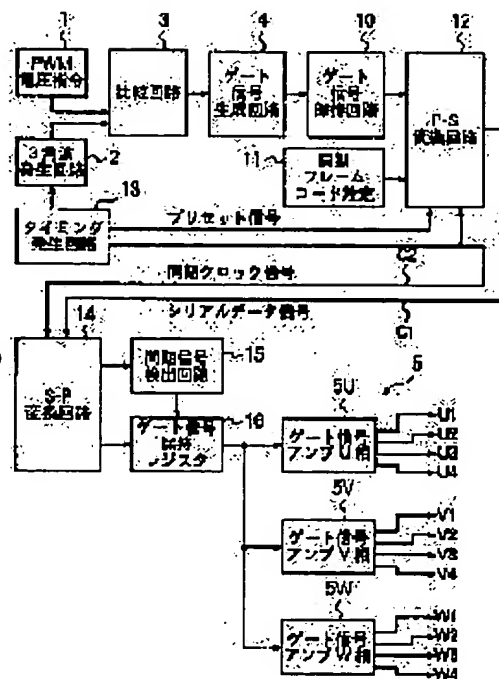 1
3
4
10
12
PWM
電圧指令
比較回路
ゲート
信号
生成回路
ゲート
信号
回路
P-S
変換回路
3角波
発生回路
2
11
同期
フレーム
コード設定
13
タイミング
発生回路
プリセット信号
同期クロック信号
C2
シリアルデータ信号
C1
14
S-P
変換回路
同期信号
検出回路
15
5
ゲート信号
保持
レジスタ
16
5U
ゲート信号
アンプU相
U1
U2
U3
U4
5V
ゲート信号
アンプV相
V1
V2
V3
V4
5W
ゲート信号
アンプW相
W1
W2
W3
W4